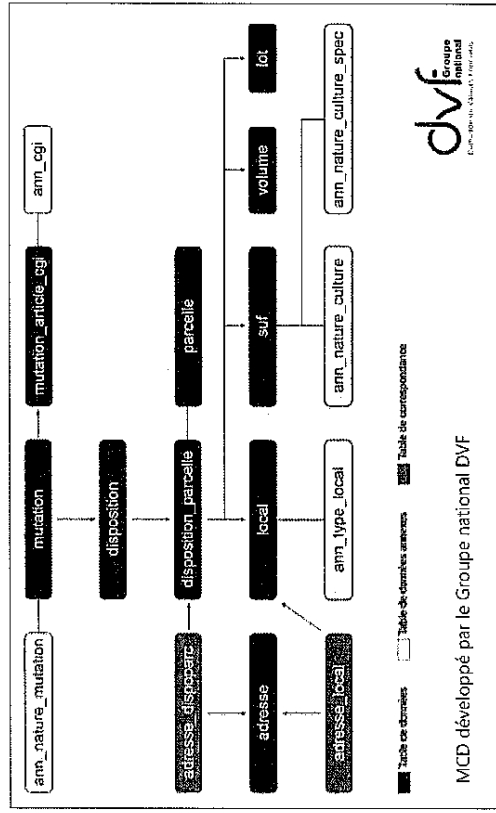 ann_nature_mutation
mutation
mutation_article_cgi
ann_cgi
disposition
adresse_dispoparc
disposition_parcelle
parcelle
adresse
local
suf
volume
lot
adresse_local
ann_type_local
ann_nature_culture
ann_nature_culture_spec
Table de données
Table de données annexes
Table de correspondance
MCD développé par le Groupe national DVF
dvf Groupe
national